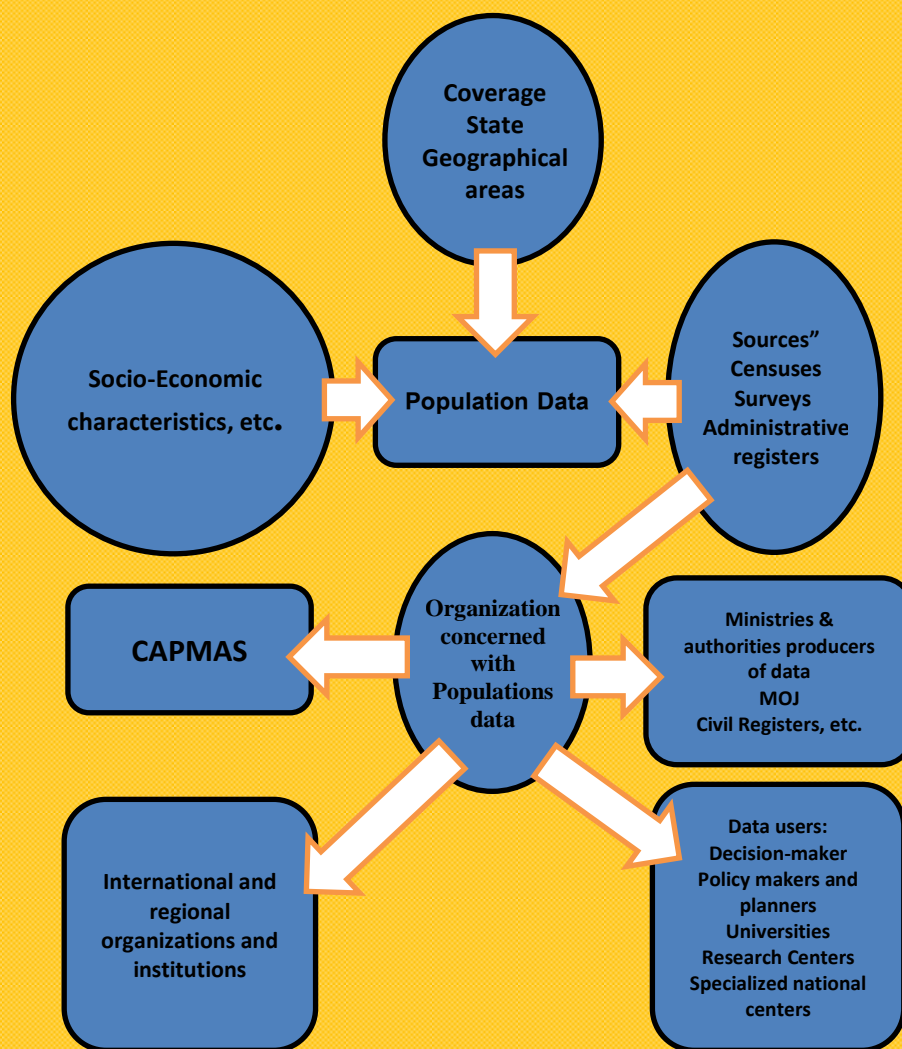 Coverage
State
Geographical
areas
Socio-Economic
characteristics, etc.
Population Data
Sources”
Censuses
Surveys
Administrative
registers
Organization
concerned
with
Populations
data
CAPMAS
Ministries &
authorities producers
of data
MOJ
Civil Registers, etc.
International and
regional
organizations and
institutions
Data users:
Decision-maker
Policy makers and
planners
Universities
Research Centers
Specialized national
centers